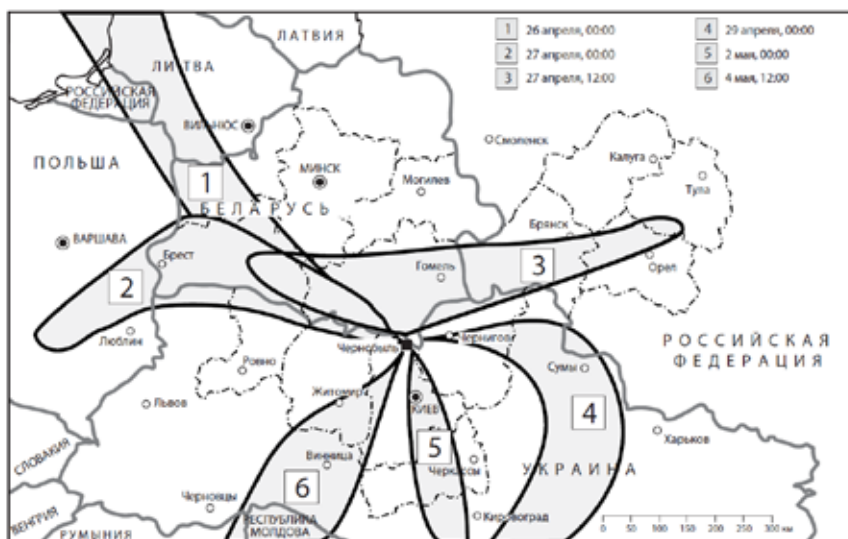 1 26 апреля, 00:00
2 27 апреля, 00:00
3 27 апреля, 12:00
4 29 апреля, 00:00
5 2 мая, 00:00
6 4 мая, 12:00
ЛАТВИЯ
ЛИТВА
РОССИЙСКАЯ
ФЕДЕРАЦИЯ
ВИЛЬНЮС
Смоленск
ПОЛЬША
МИНСК
Калуга
Тула
1
Могилев
БЕЛАРУСЬ
Брянск
ВАРШАВА
Брест
Гомель
3
Орел
2
Люблин
Чернобыль
Чернигов
РОССИЙСКАЯ
ФЕДЕРАЦИЯ
Ровно
Сумы
Львов
Житомир
КИЕВ
4
Харьков
СЛОВАКИЯ
Винница
5
Черкассы
УКРАИНА
6
Черновцы
Кировоград
ВЕНГРИЯ
РУМЫНИЯ
РЕСПУБЛИКА
МОЛДОВА
0 50 100 150 200 250 300 км